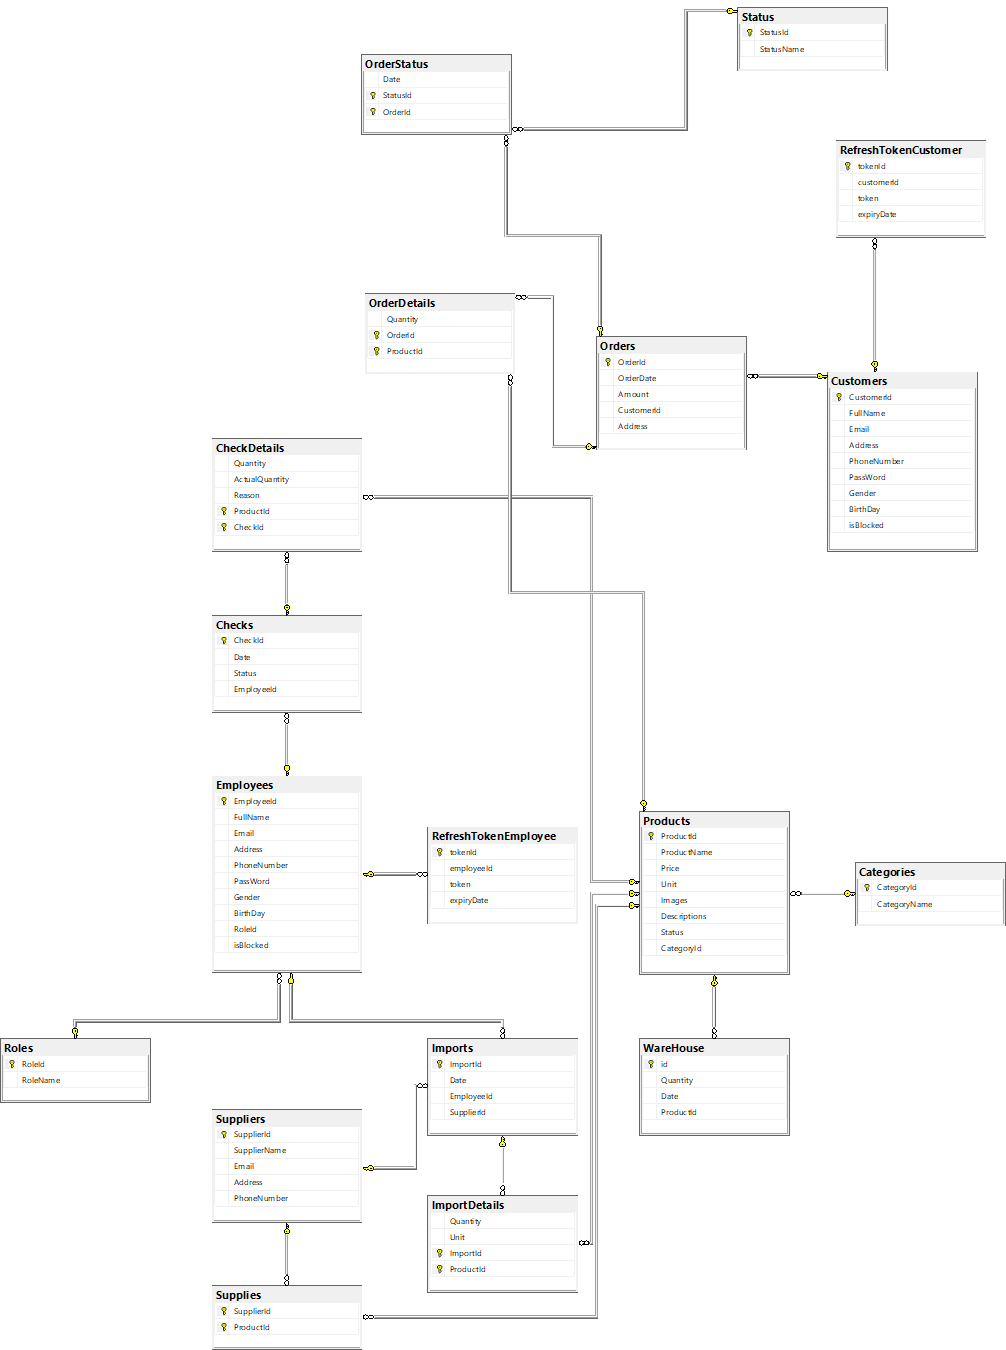 Status
StatusId
StatusName
OrderStatus
Date
StatusId
OrderId
RefreshTokenCustomer
tokenId
customerId
token
expiryDate
OrderDetails
Quantity
OrderId
ProductId
Orders
OrderId
OrderDate
Amount
CustomerId
Address
Customers
CustomerId
FullName
Email
Address
PhoneNumber
PassWord
Gender
BirthDay
isBlocked
CheckDetails
Quantity
ActualQuantity
Reason
ProductId
CheckId
Checks
CheckId
Date
Status
EmployeeId
Employees
EmployeeId
FullName
Email
Address
PhoneNumber
PassWord
Gender
BirthDay
RoleId
isBlocked
RefreshTokenEmployee
tokenId
employeeId
token
expiryDate
Products
ProductId
ProductName
Price
Unit
Images
Descriptions
Status
CategoryId
Categories
CategoryId
CategoryName
Roles
RoleId
RoleName
Imports
ImportId
Date
EmployeeId
SupplierId
WareHouse
id
Quantity
Date
ProductId
Suppliers
SupplierId
SupplierName
Email
Address
PhoneNumber
ImportDetails
Quantity
Unit
ImportId
ProductId
Supplies
SupplierId
ProductId